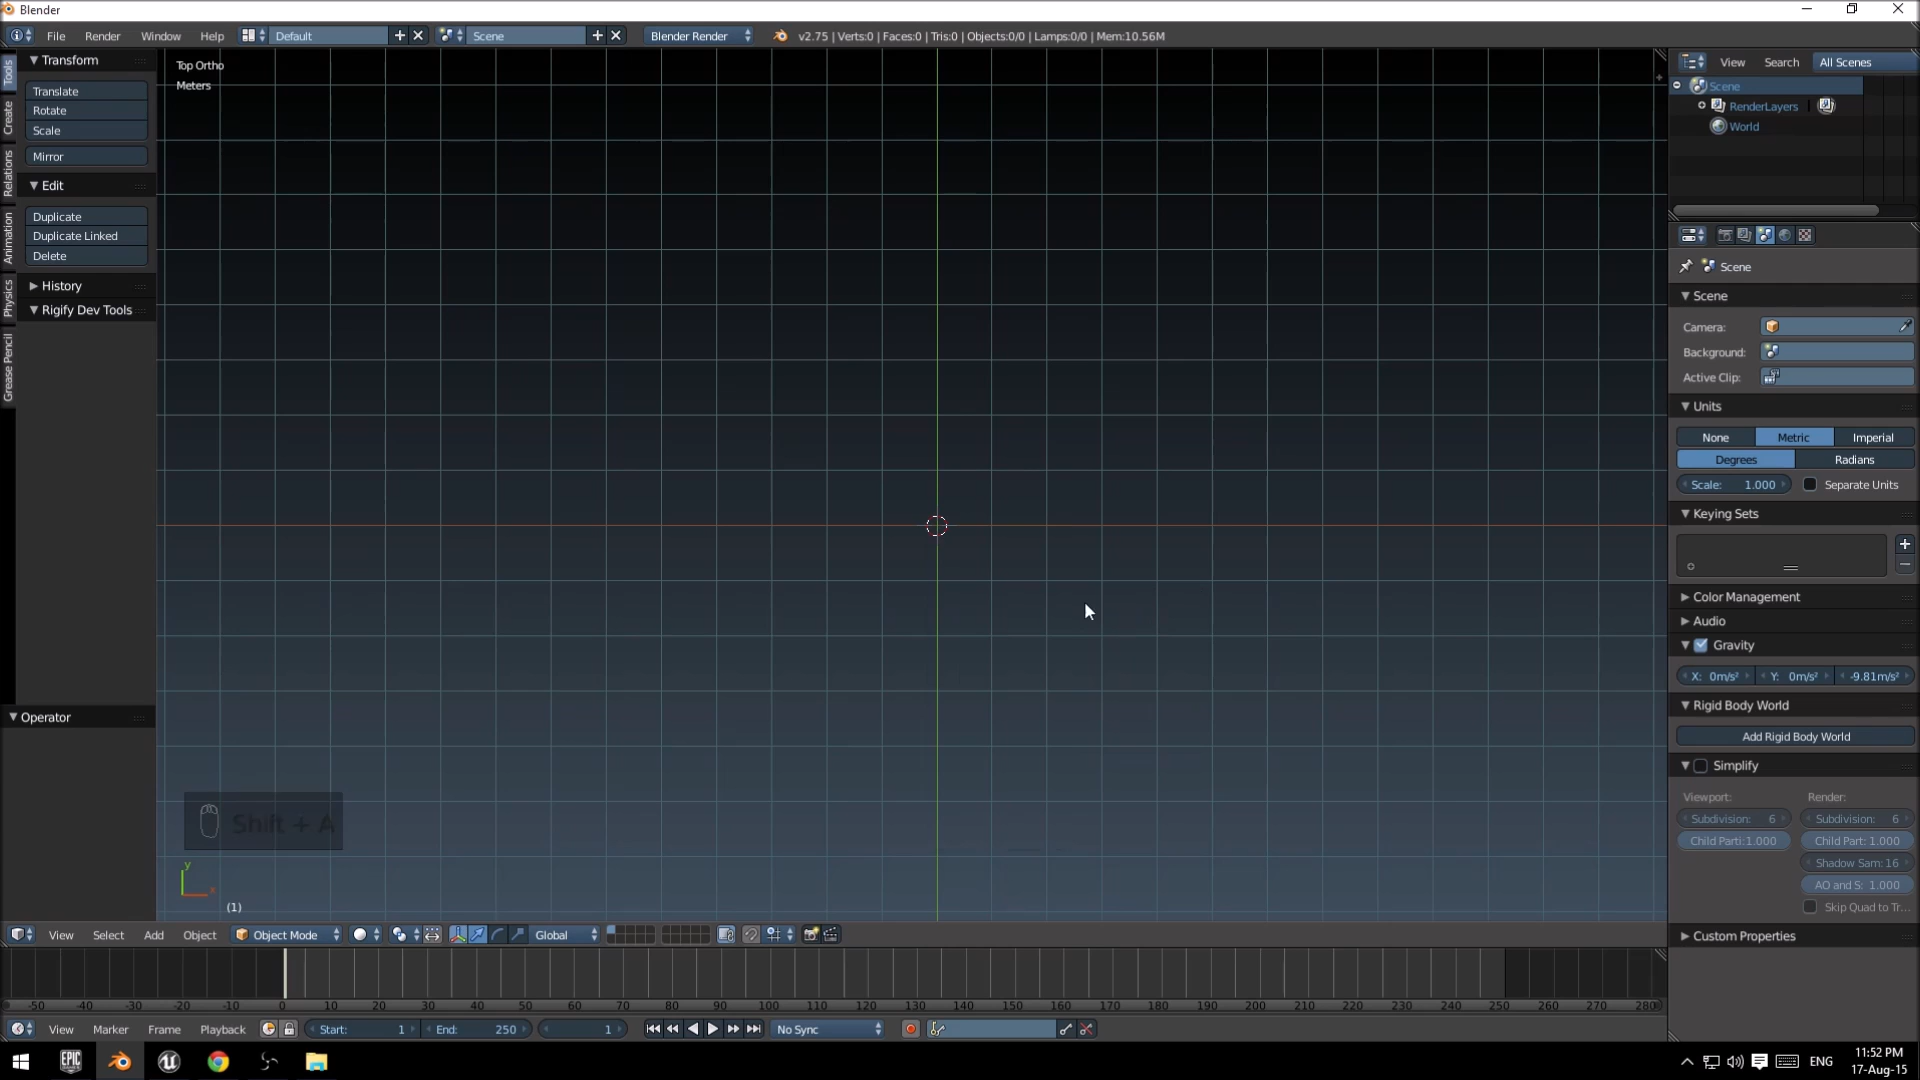 Blender
File Render Window Help Default Scene Blender Render v2.75 | Verts:0 | Faces:0 | Tris:0 | Objects:0/0 | Lamps:0/0 | Mem:10.56M
Tools
Create
Relations
Animation
Physics
Grease Pencil
Transform
Translate
Rotate
Scale
Mirror
Edit
Duplicate
Duplicate Linked
Delete
History
Rigify Dev Tools
Operator
Top Ortho
Meters
Shift + A
y
x
(1)
View Search All Scenes
Scene
RenderLayers
World
Scene
Scene
Camera:
Background:
Active Clip:
Units
None Metric Imperial
Degrees Radians
Scale: 1.000 Separate Units
Keying Sets
Color Management
Audio
Gravity
X: 0m/s² Y: 0m/s² -9.81m/s²
Rigid Body World
Add Rigid Body World
Simplify
Viewport: Render:
Subdivision: 6 Subdivision: 6
Child Parti:1.000 Child Part: 1.000
Shadow Sam: 16
AO and S: 1.000
Skip Quad to Tr...
Custom Properties
View Select Add Object Object Mode Global
-50 -40 -30 -20 -10 0 10 20 30 40 50 60 70 80 90 100 110 120 130 140 150 160 170 180 190 200 210 220 230 240 250 260 270 280
View Marker Frame Playback Start: 1 End: 250 1 No Sync
EPIC
ENG
11:52 PM
17-Aug-15